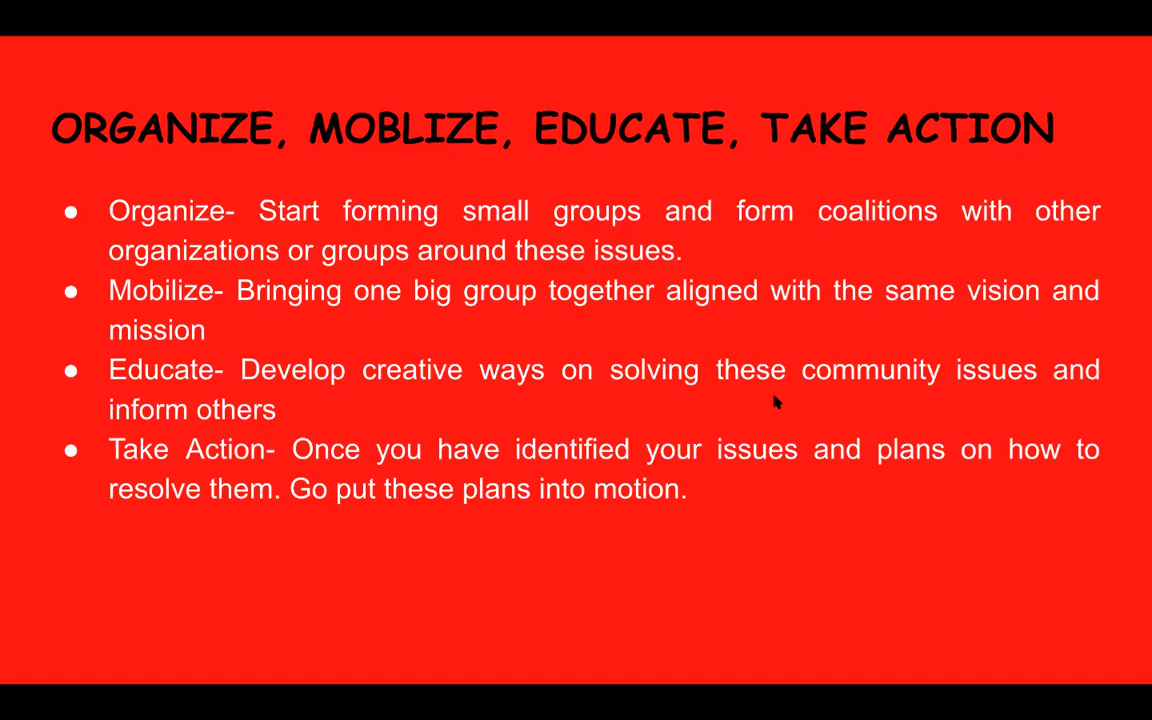 ORGANIZE, MOBLIZE, EDUCATE, TAKE ACTION
● Organize- Start forming small groups and form coalitions with other
organizations or groups around these issues.
● Mobilize- Bringing one big group together aligned with the same vision and
mission
● Educate- Develop creative ways on solving these community issues and
inform others
● Take Action- Once you have identified your issues and plans on how to
resolve them. Go put these plans into motion.